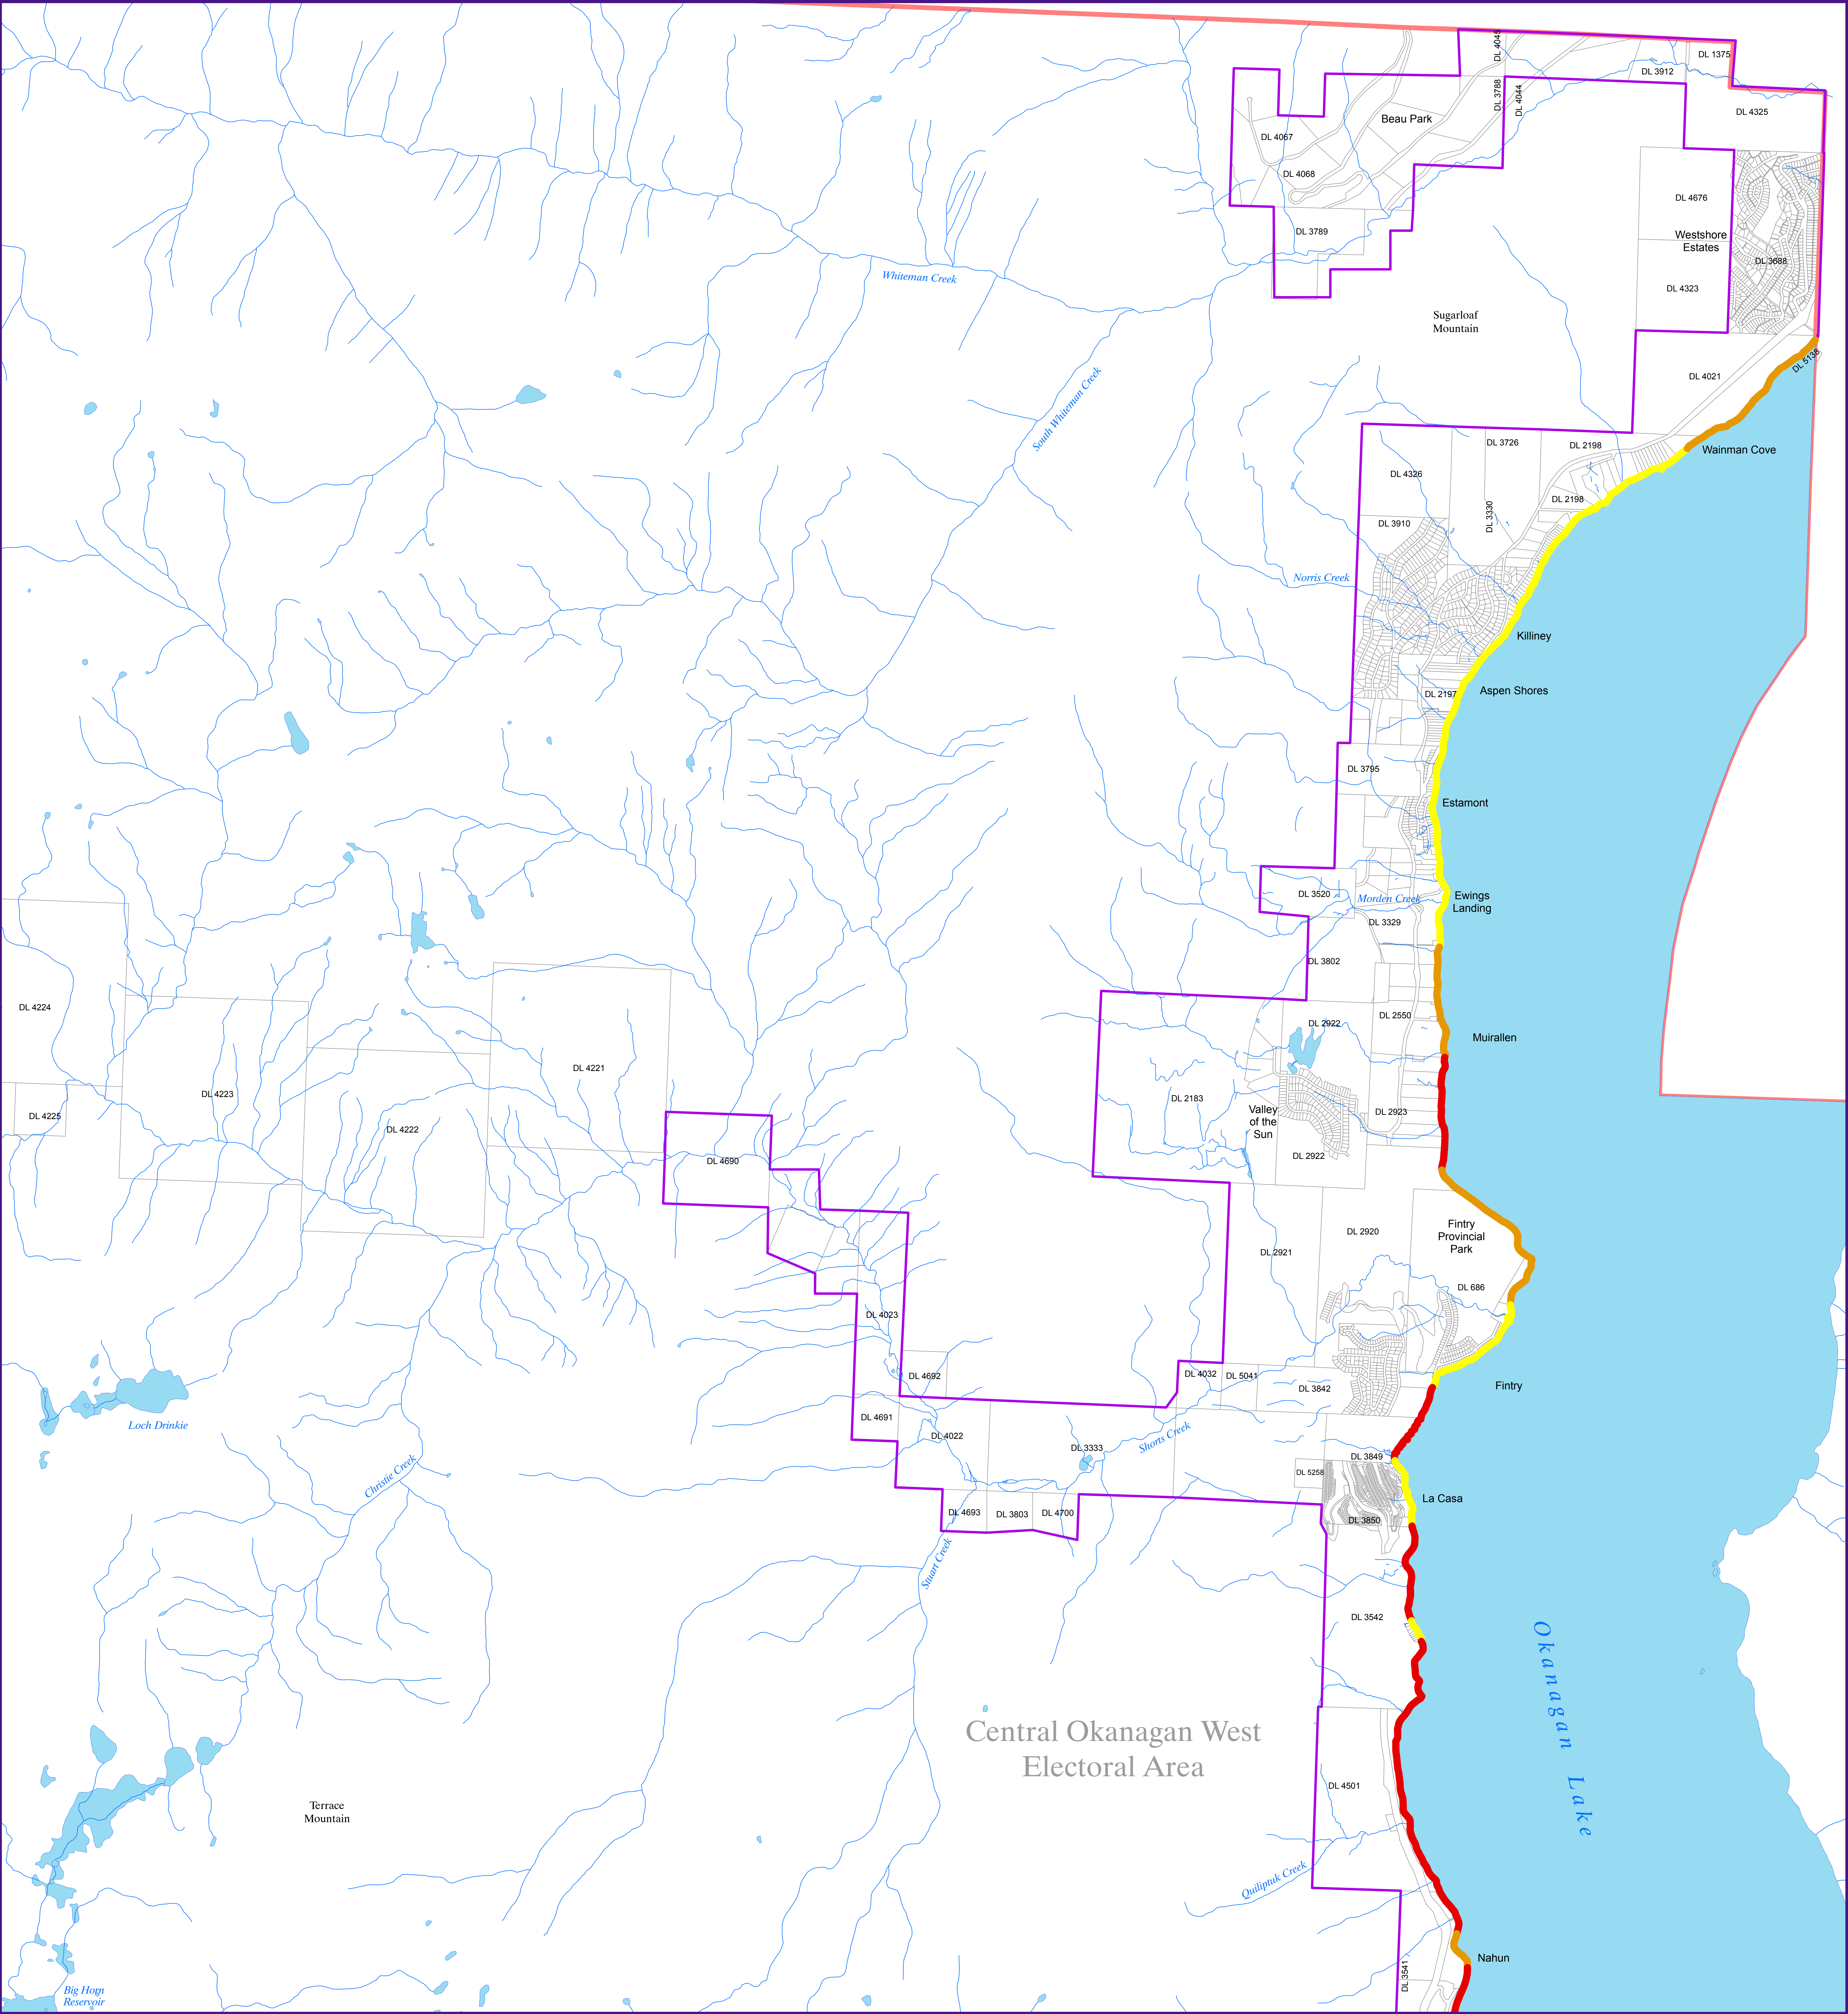 DL 4045
DL 1375
DL 3912
DL 3788
DL 4044
DL 4325
Beau Park
DL 4067
DL 4068
DL 4676
DL 3789
Westshore
Estates
DL 3688
Whiteman Creek
DL 4323
Sugarloaf
Mountain
DL 5138
DL 4021
South Whiteman Creek
DL 3726
DL 2198
Wainman Cove
DL 4326
DL 2198
DL 3330
DL 3910
Norris Creek
Killiney
Aspen Shores
DL 2197
DL 3795
Estamont
DL 3520
Morden Creek
Ewings
Landing
DL 3329
DL 3802
DL 4224
DL 2550
DL 2922
Muirallen
DL 4221
DL 4223
DL 2183
DL 4225
Valley
of the
Sun
DL 2923
DL 4222
DL 2922
DL 4690
Fintry
Provincial
Park
DL 2920
DL 2921
DL 686
DL 4023
DL 4692
DL 4032
DL 5041
DL 3842
Fintry
DL 4691
Loch Drinkie
DL 4022
DL 3333
Shorts Creek
DL 3849
DL 5258
Christie Creek
La Casa
DL 4693
DL 3803
DL 4700
DL 3850
Stuart Creek
DL 3542
Okanagan Lake
Central Okanagan West
Electoral Area
DL 4501
Terrace
Mountain
Quiliptuk Creek
Nahun
DL 3541
Big Horn
Reservoir